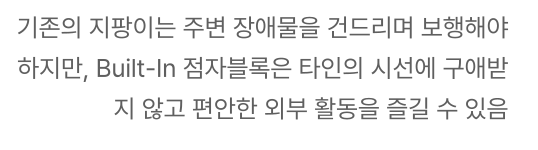 기존의 지팡이는 주변 장애물을 건드리며 보행해야
하지만, Built-In 점자블록은 타인의 시선에 구애받
지 않고 편안한 외부 활동을 즐길 수 있음